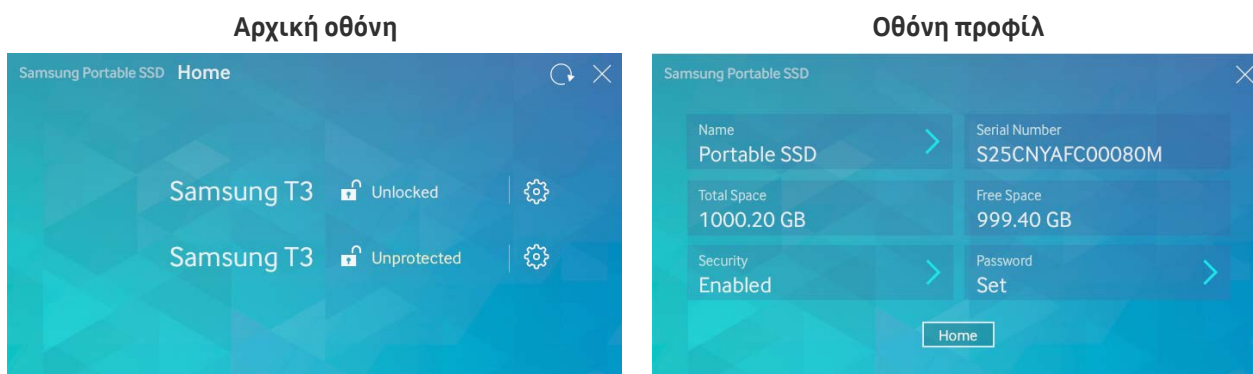 Αρχική οθόνη
Samsung Portable SSD Home
Samsung T3 Unlocked
Samsung T3 Unprotected
Οθόνη προφίλ
Samsung Portable SSD
Name
Portable SSD
Serial Number
S25CNYAFC00080M
Total Space
1000.20 GB
Free Space
999.40 GB
Security
Enabled
Password
Set
Home